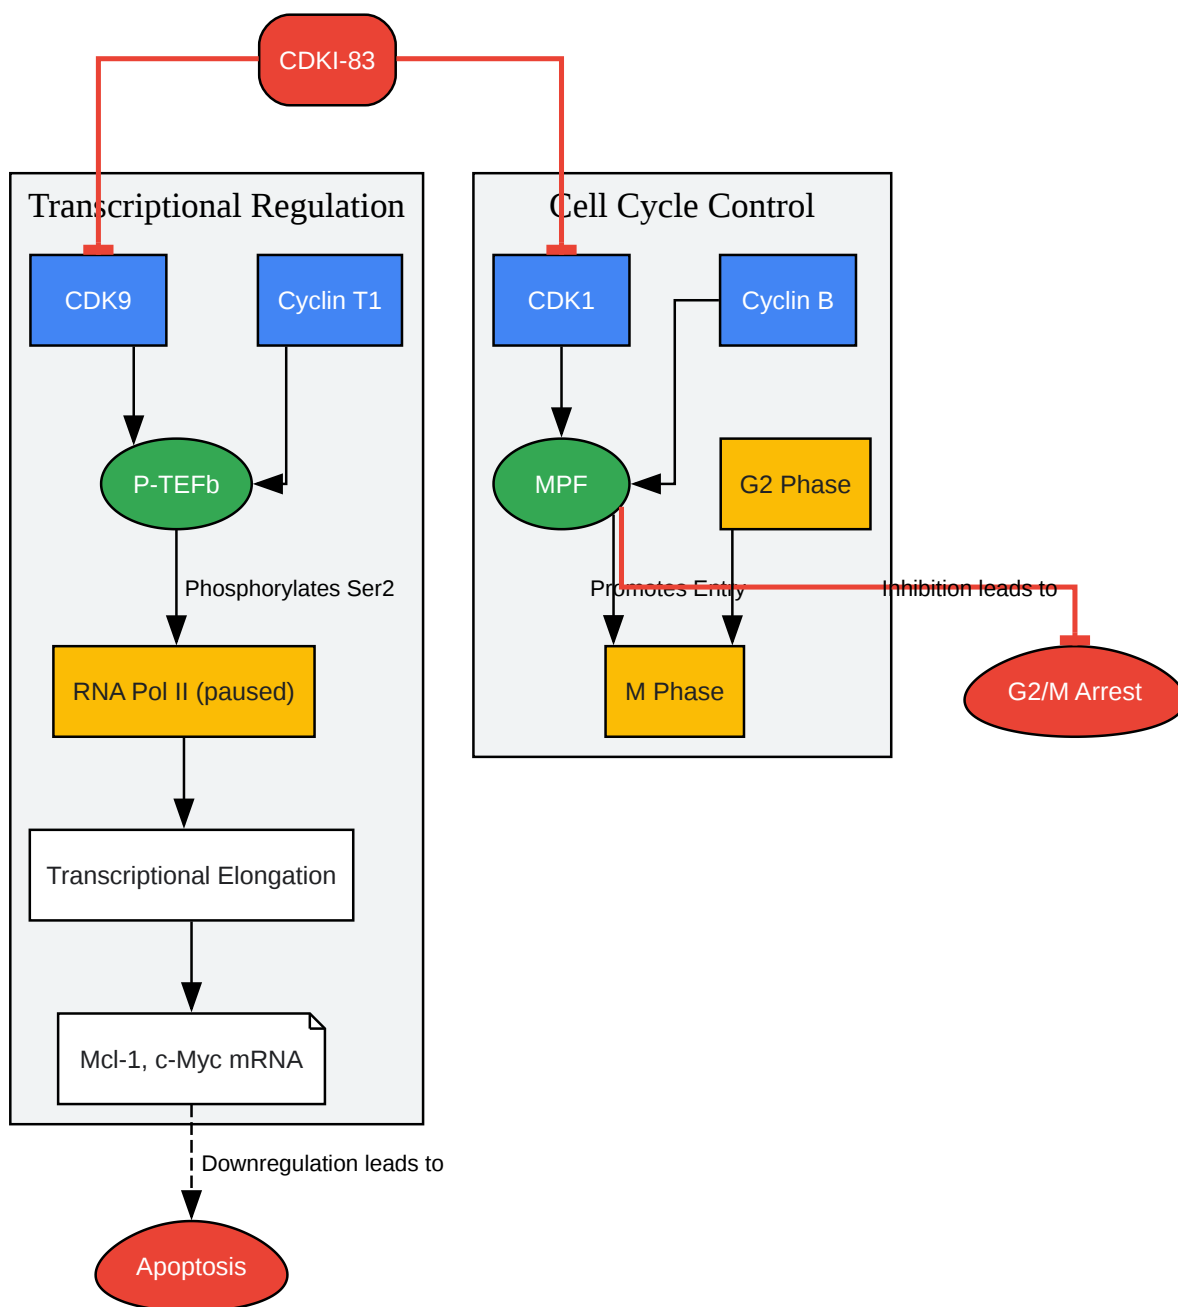 CDKI-83
Transcriptional Regulation
Cell Cycle Control
CDK9
Cyclin T1
CDK1
Cyclin B
P-TEFb
MPF
G2 Phase
Phosphorylates Ser2
Promotes Entry
Inhibition leads to
RNA Pol II (paused)
M Phase
G2/M Arrest
Transcriptional Elongation
Mcl-1, c-Myc mRNA
Downregulation leads to
Apoptosis